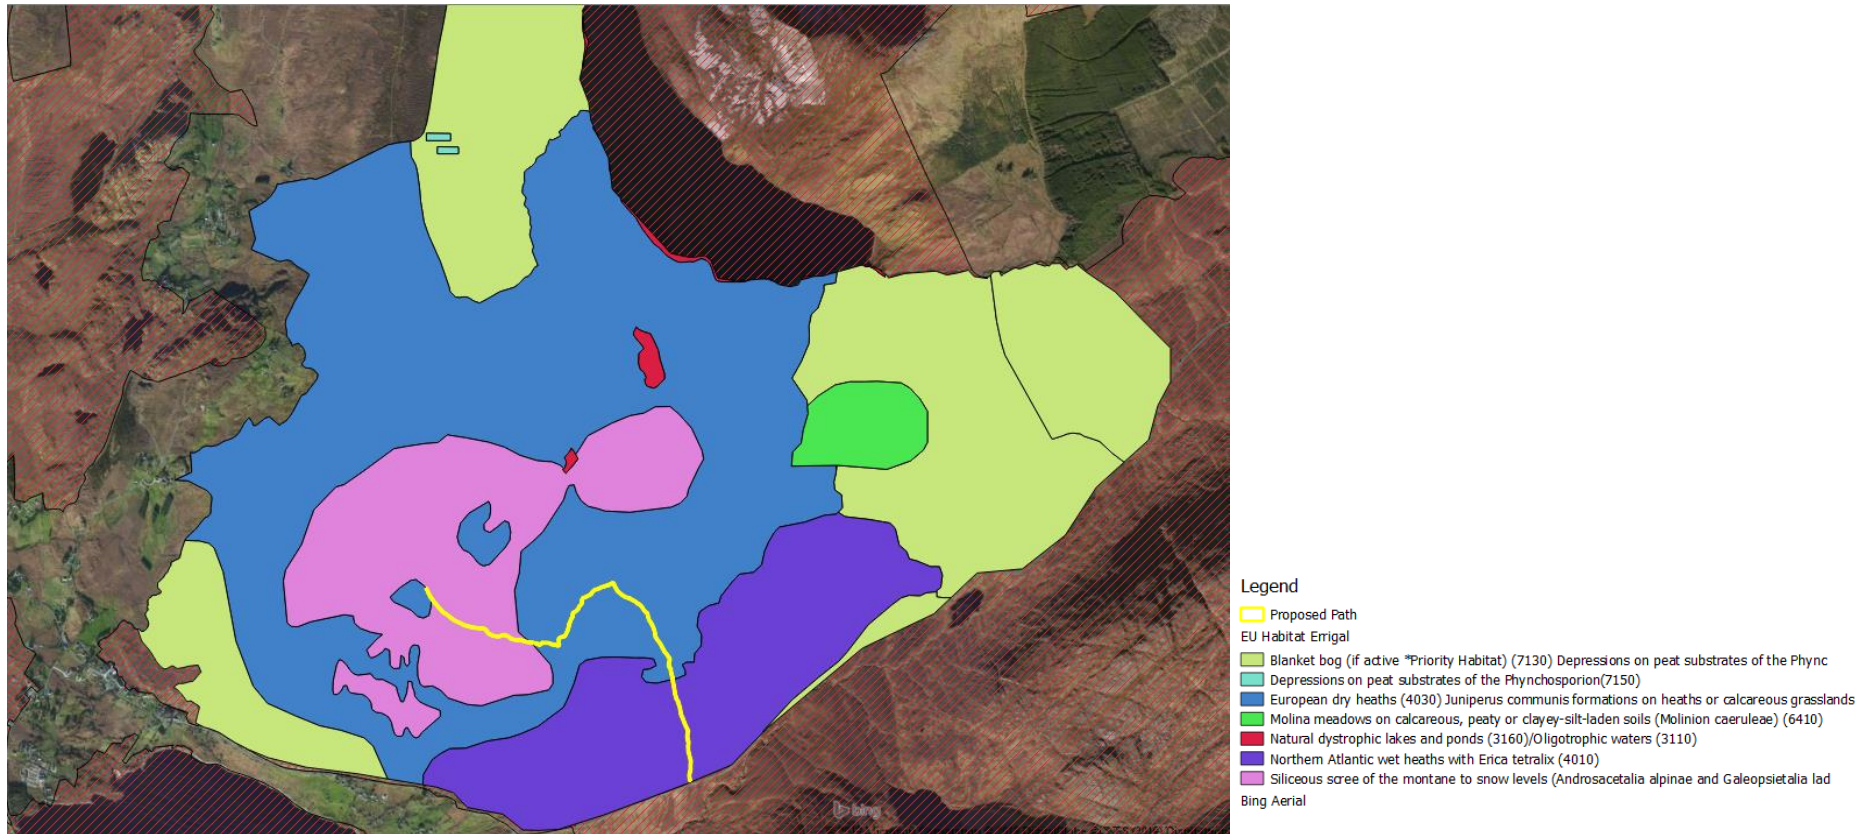 Legend
Proposed Path
EU Habitat Errigal
Blanket bog (if active *Priority Habitat) (7130) Depressions on peat substrates of the Phync
Depressions on peat substrates of the Phynchosporion(7150)
European dry heaths (4030) Juniperus communis formations on heaths or calcareous grasslands
Molina meadows on calcareous, peaty or clayey-silt-laden soils (Molinion caeruleae) (6410)
Natural dystrophic lakes and ponds (3160)/Oligotrophic waters (3110)
Northern Atlantic wet heaths with Erica tetralix (4010)
Siliceous scree of the montane to snow levels (Androsacetalia alpinae and Galeopsietalia lad
Bing Aerial
bing